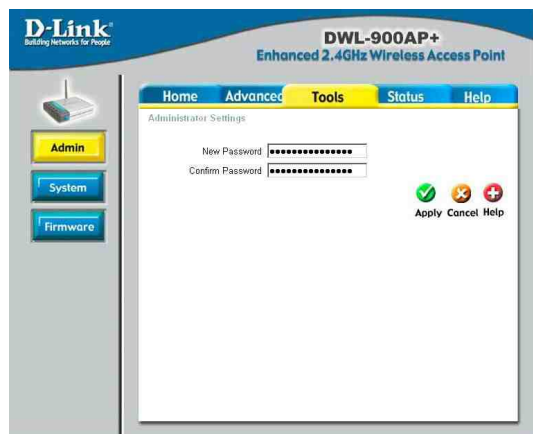 D-Link
Building Networks for People
DWL-900AP+
Enhanced 2.4GHz Wireless Access Point
Home Advanced Tools Status Help
Administrator Settings
Admin
New Password ●●●●●●●●●●●●●●●●
Confirm Password ●●●●●●●●●●●●●●●●
System
Apply Cancel Help
Firmware